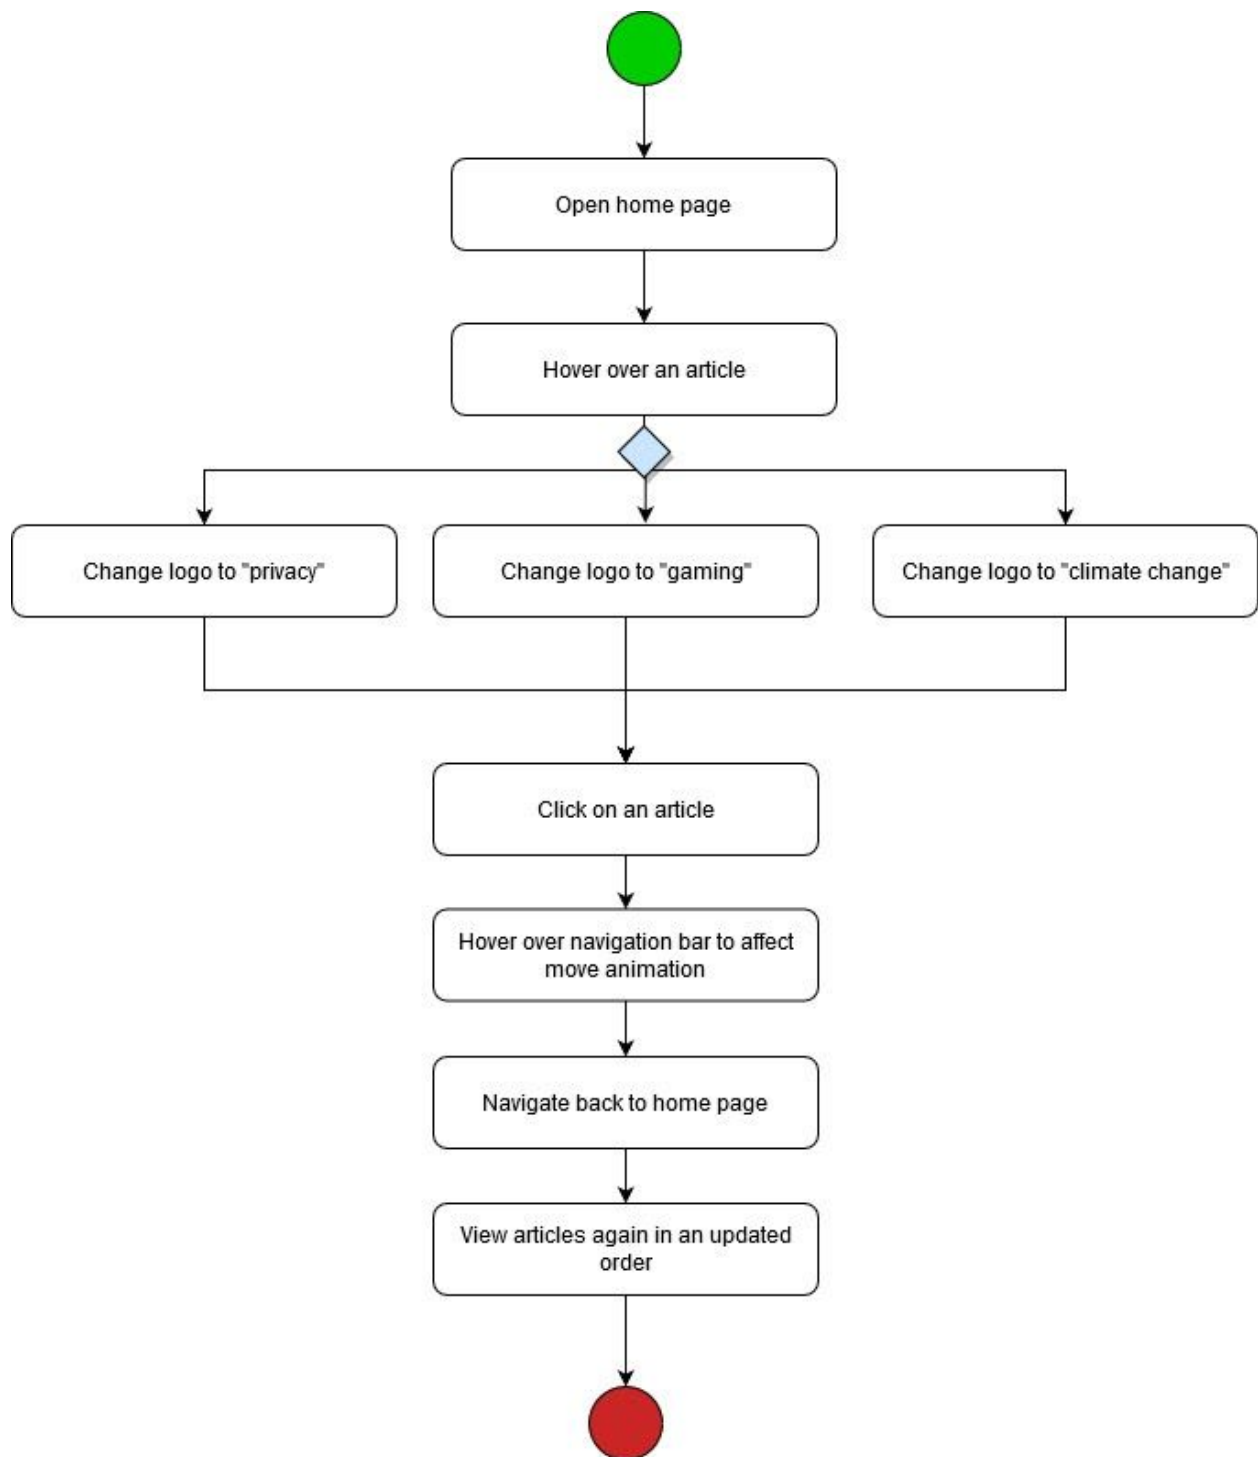 Open home page
Hover over an article
Change logo to "privacy"
Change logo to "gaming"
Change logo to "climate change"
Click on an article
Hover over navigation bar to affect
move animation
Navigate back to home page
View articles again in an updated
order